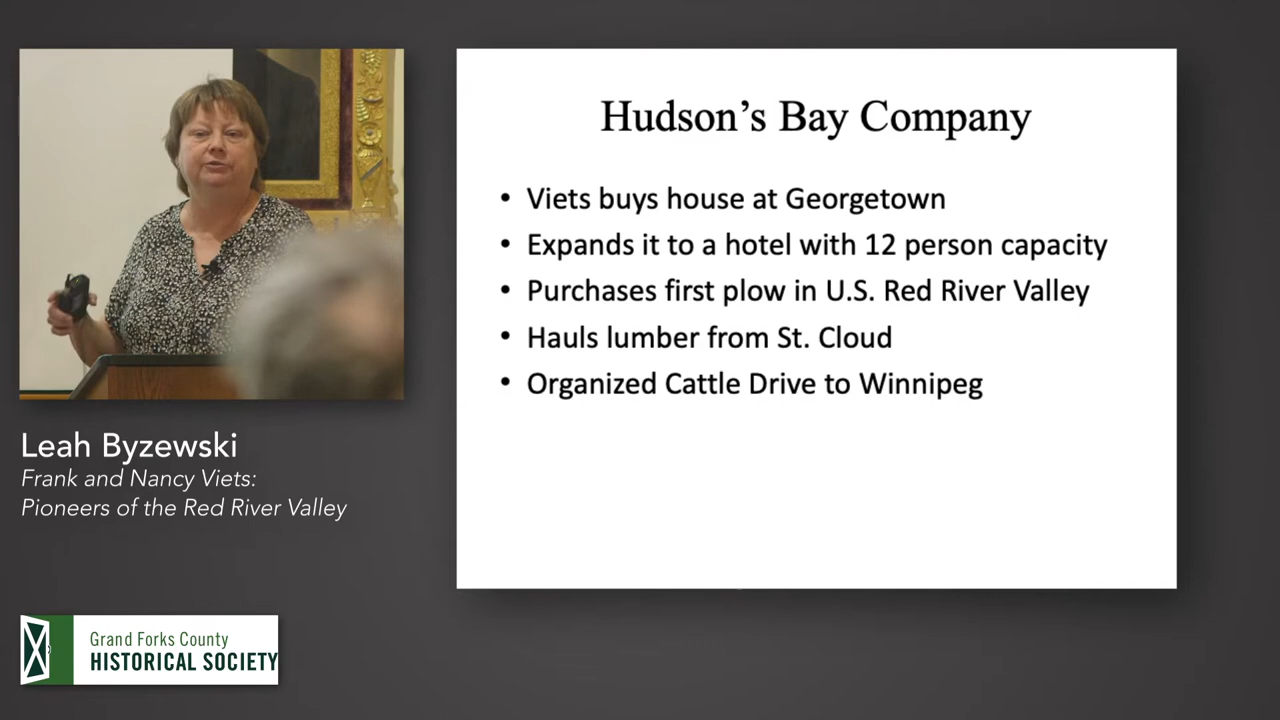 Hudson's Bay Company
• Viets buys house at Georgetown
• Expands it to a hotel with 12 person capacity
• Purchases first plow in U.S. Red River Valley
• Hauls lumber from St. Cloud
• Organized Cattle Drive to Winnipeg
Leah Byzewski
Frank and Nancy Viets:
Pioneers of the Red River Valley
Grand Forks County
HISTORICAL SOCIETY